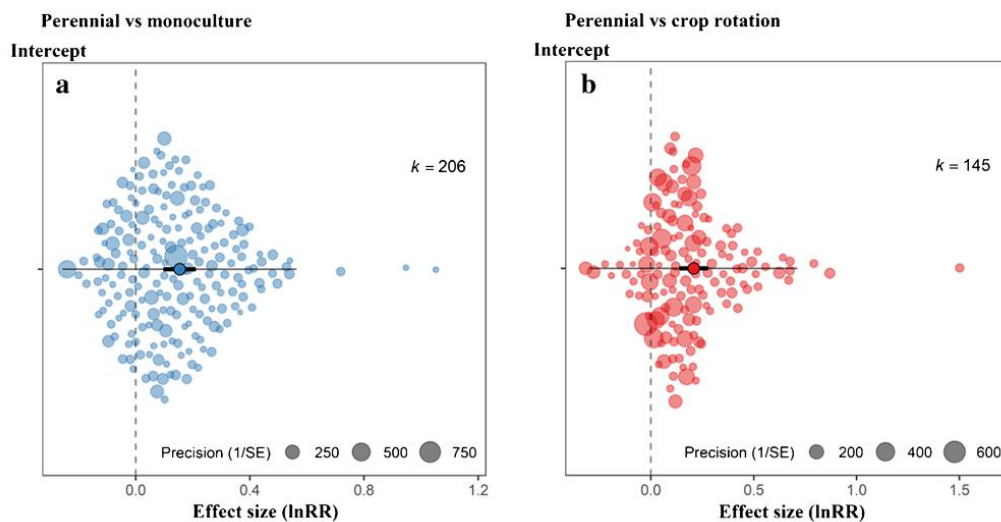 Perennial vs monoculture
Intercept
a
k = 206
Precision (1/SE) 250 500 750
0.0 0.4 0.8 1.2
Effect size (lnRR)
Perennial vs crop rotation
Intercept
b
k = 145
Precision (1/SE) 200 400 600
0.0 0.5 1.0 1.5
Effect size (lnRR)